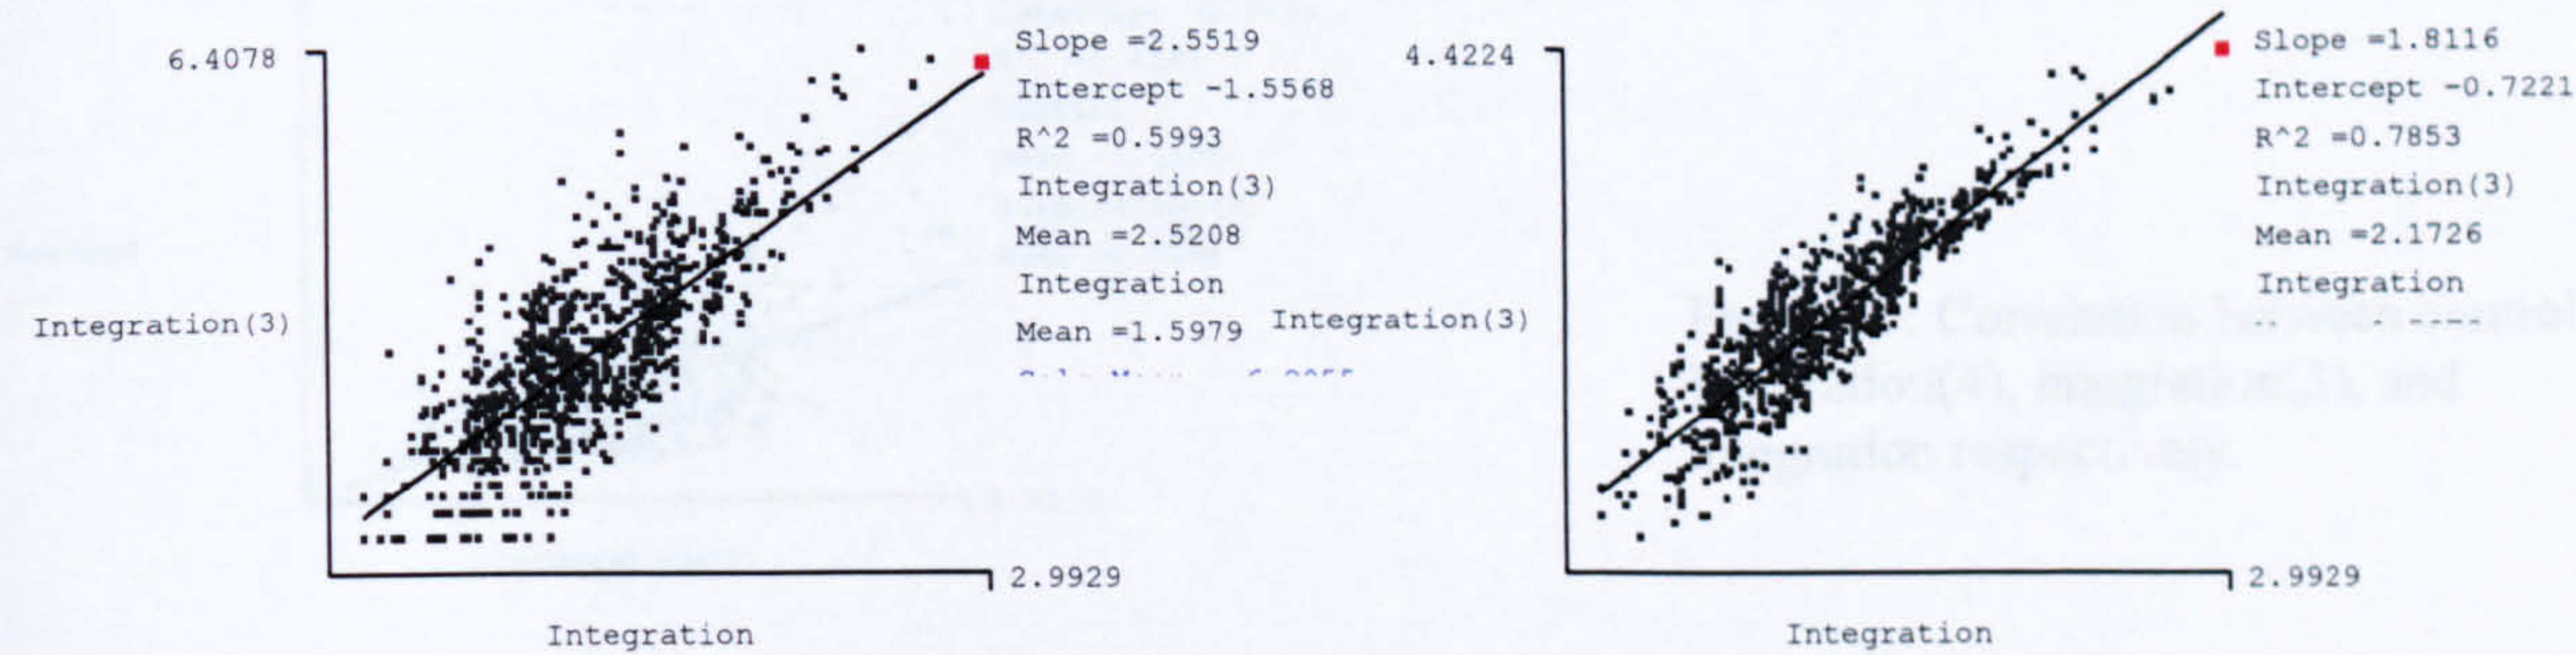 6.4078
Integration(3)
Slope =2.5519
Intercept -1.5568
R^2 =0.5993
Integration(3)
Mean =2.5208
Integration
Mean =1.5979
2.9929
Integration
4.4224
Integration(3)
Slope =1.8116
Intercept -0.7221
R^2 =0.7853
Integration(3)
Mean =2.1726
Integration
2.9929
Integration